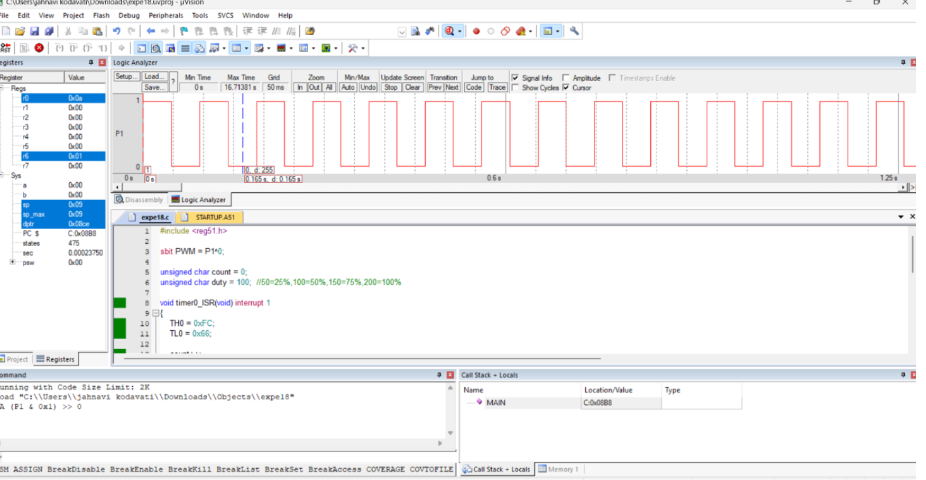 C:\Users\jahnavi kodavati\Downloads\expe18.uvproj - µVision
File Edit View Project Flash Debug Peripherals Tools SVCS Window Help
Registers
Register Value
Regs
r0 0x0a
r1 0x00
r2 0x00
r3 0x00
r4 0x00
r5 0x00
r6 0x01
r7 0x00
Sys
a 0x00
b 0x00
sp 0x09
sp_max 0x09
dptr 0x08ce
PC $ C:0x08B8
states 475
sec 0.00023750
psw 0x00
Project Registers
Logic Analyzer
Setup... Load... ? Min Time Max Time Grid Zoom Min/Max Update Screen Transition Jump to Signal Info Amplitude Timestamps Enable
Save... 0 s 16.71381 s 50 ms In Out All Auto Undo Stop Clear Prev Next Code Trace Show Cycles Cursor
1
P1
0 1 0, d: 255
0 s 0 s 0.165 s, d: 0.165 s 0.6 s 1.25 s
Disassembly Logic Analyzer
expe18.c STARTUP.A51
1 #include <reg51.h>
2
3 sbit PWM = P1^0;
4
5 unsigned char count = 0;
6 unsigned char duty = 100; //50=25%,100=50%,150=75%,200=100%
7
8 void timer0_ISR(void) interrupt 1
9 {
10 TH0 = 0xFC;
11 TL0 = 0x66;
12
Command
Running with Code Size Limit: 2K
Load "C:\\Users\\jahnavi kodavati\\Downloads\\Objects\\expe18"
LA (P1 & 0x1) >> 0
>
ASM ASSIGN BreakDisable BreakEnable BreakKill BreakList BreakSet BreakAccess COVERAGE COVTOFILE
Call Stack + Locals
Name Location/Value Type
MAIN C:0x08B8
Call Stack + Locals Memory 1